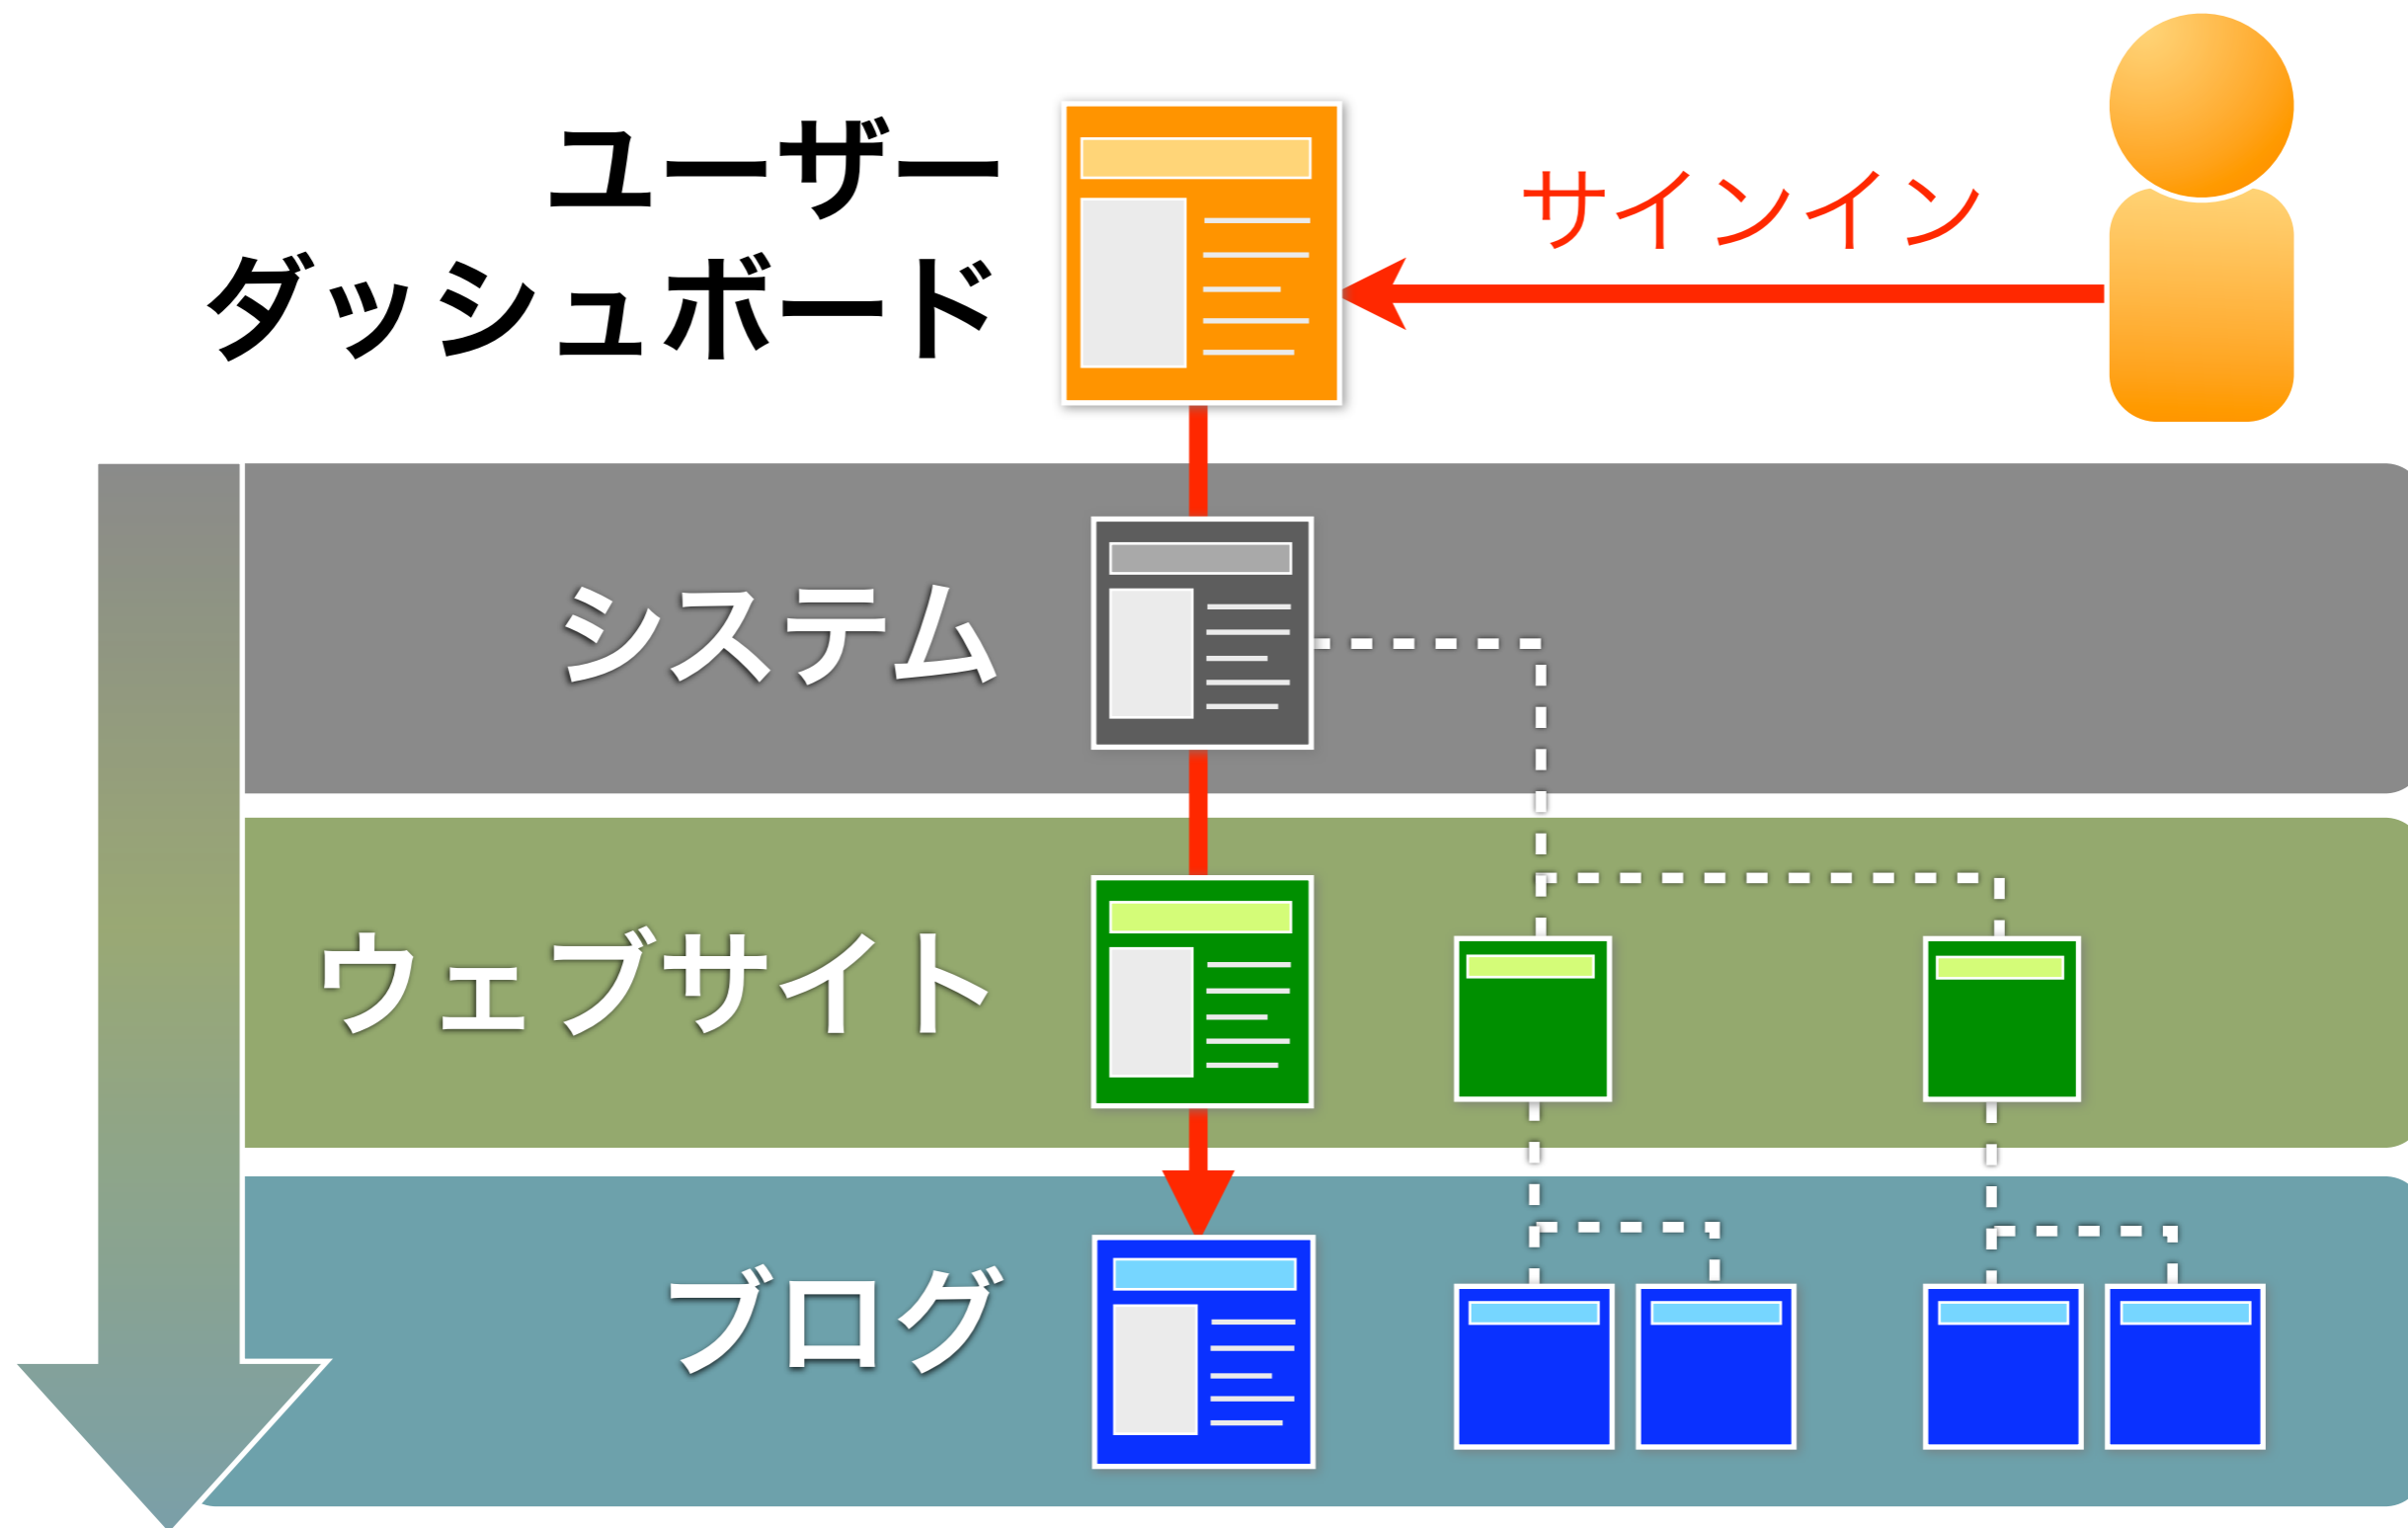 ユーザー
ダッシュボード
サインイン
システム
ウェブサイト
ブログ